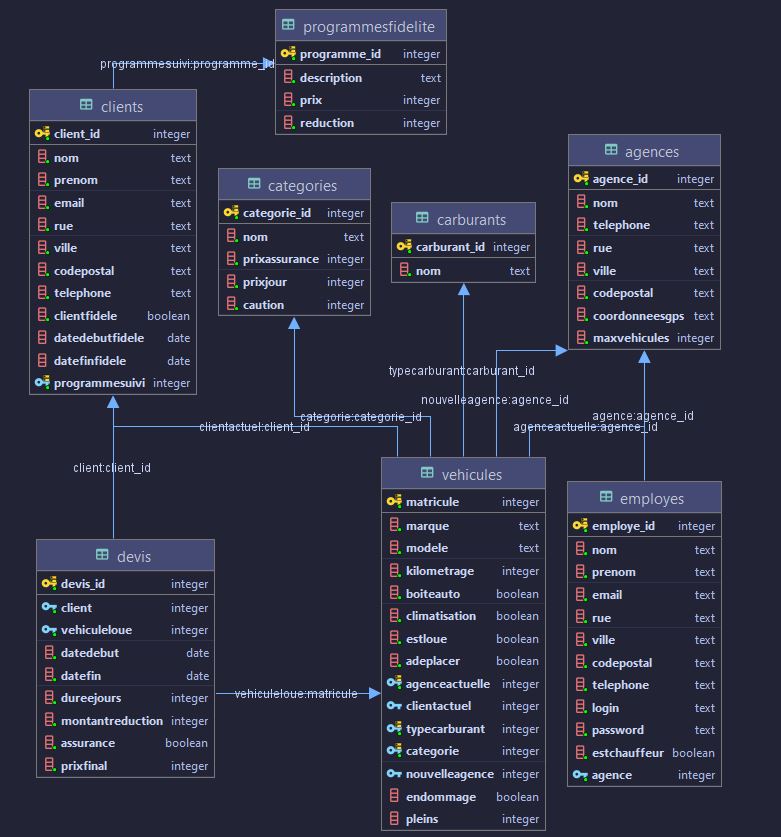 programmesfidelite
programme_id integer
description text
prix integer
reduction integer
programmesuivi:programme_id
clients
client_id integer
nom text
prenom text
email text
rue text
ville text
codepostal text
telephone text
clientfidele boolean
datedebutfidele date
datefinfidele date
programmesuivi integer
categories
categorie_id integer
nom text
prixassurance integer
prixjour integer
caution integer
carburants
carburant_id integer
nom text
agences
agence_id integer
nom text
telephone text
rue text
ville text
codepostal text
coordonneesgps text
maxvehicules integer
typecarburant:carburant_id
nouvelleagence:agence_id
categorie:categorie_id
agence:agence_id
clientactuel:client_id
agenceactuelle:agence_id
client:client_id
vehicules
matricule integer
marque text
modele text
kilometrage integer
boiteauto boolean
climatisation boolean
estloue boolean
adeplacer boolean
agenceactuelle integer
clientactuel integer
typecarburant integer
categorie integer
nouvelleagence integer
endommage boolean
pleins integer
employes
employe_id integer
nom text
prenom text
email text
rue text
ville text
codepostal text
telephone text
login text
password text
estchauffeur boolean
agence integer
devis
devis_id integer
client integer
vehiculeloue integer
datedebut date
datefin date
dureejours integer
montantreduction integer
assurance boolean
prixfinal integer
vehiculeloue:matricule